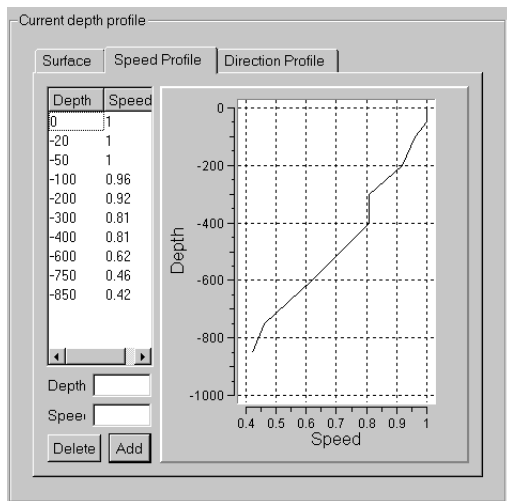 Current depth profile
Surface Speed Profile Direction Profile
Depth Speed
0 1
-20 1
-50 1
-100 0.96
-200 0.92
-300 0.81
-400 0.81
-600 0.62
-750 0.46
-850 0.42
Depth
Speed
Delete Add
0
-200
-400
-600
-800
-1000
Depth
0.4 0.5 0.6 0.7 0.8 0.9 1
Speed